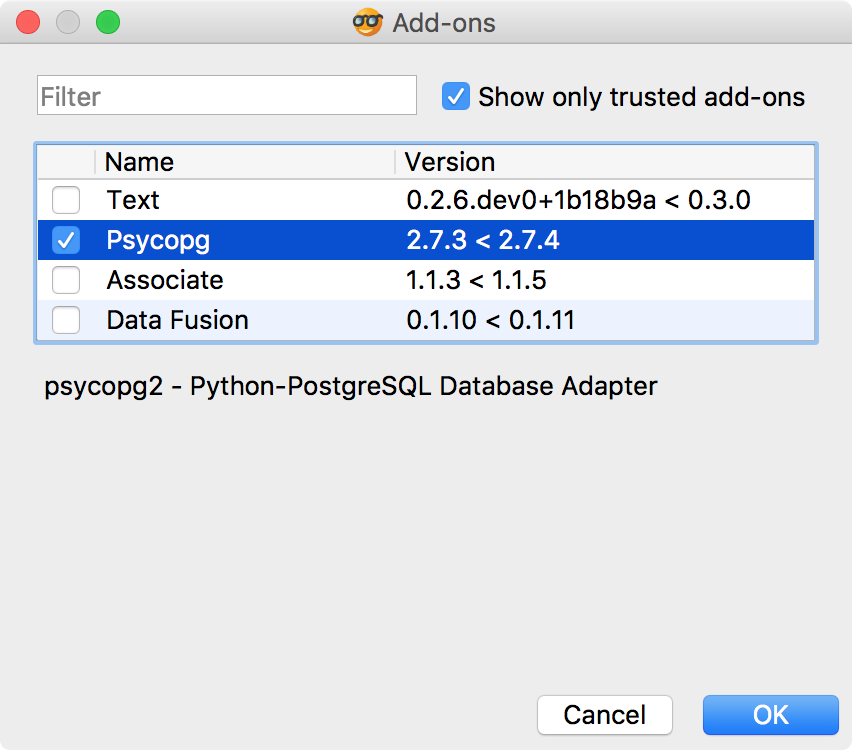 Add-ons
Filter Show only trusted add-ons
Name Version
Text 0.2.6.dev0+1b18b9a < 0.3.0
Psycopg 2.7.3 < 2.7.4
Associate 1.1.3 < 1.1.5
Data Fusion 0.1.10 < 0.1.11
psycopg2 - Python-PostgreSQL Database Adapter
Cancel OK